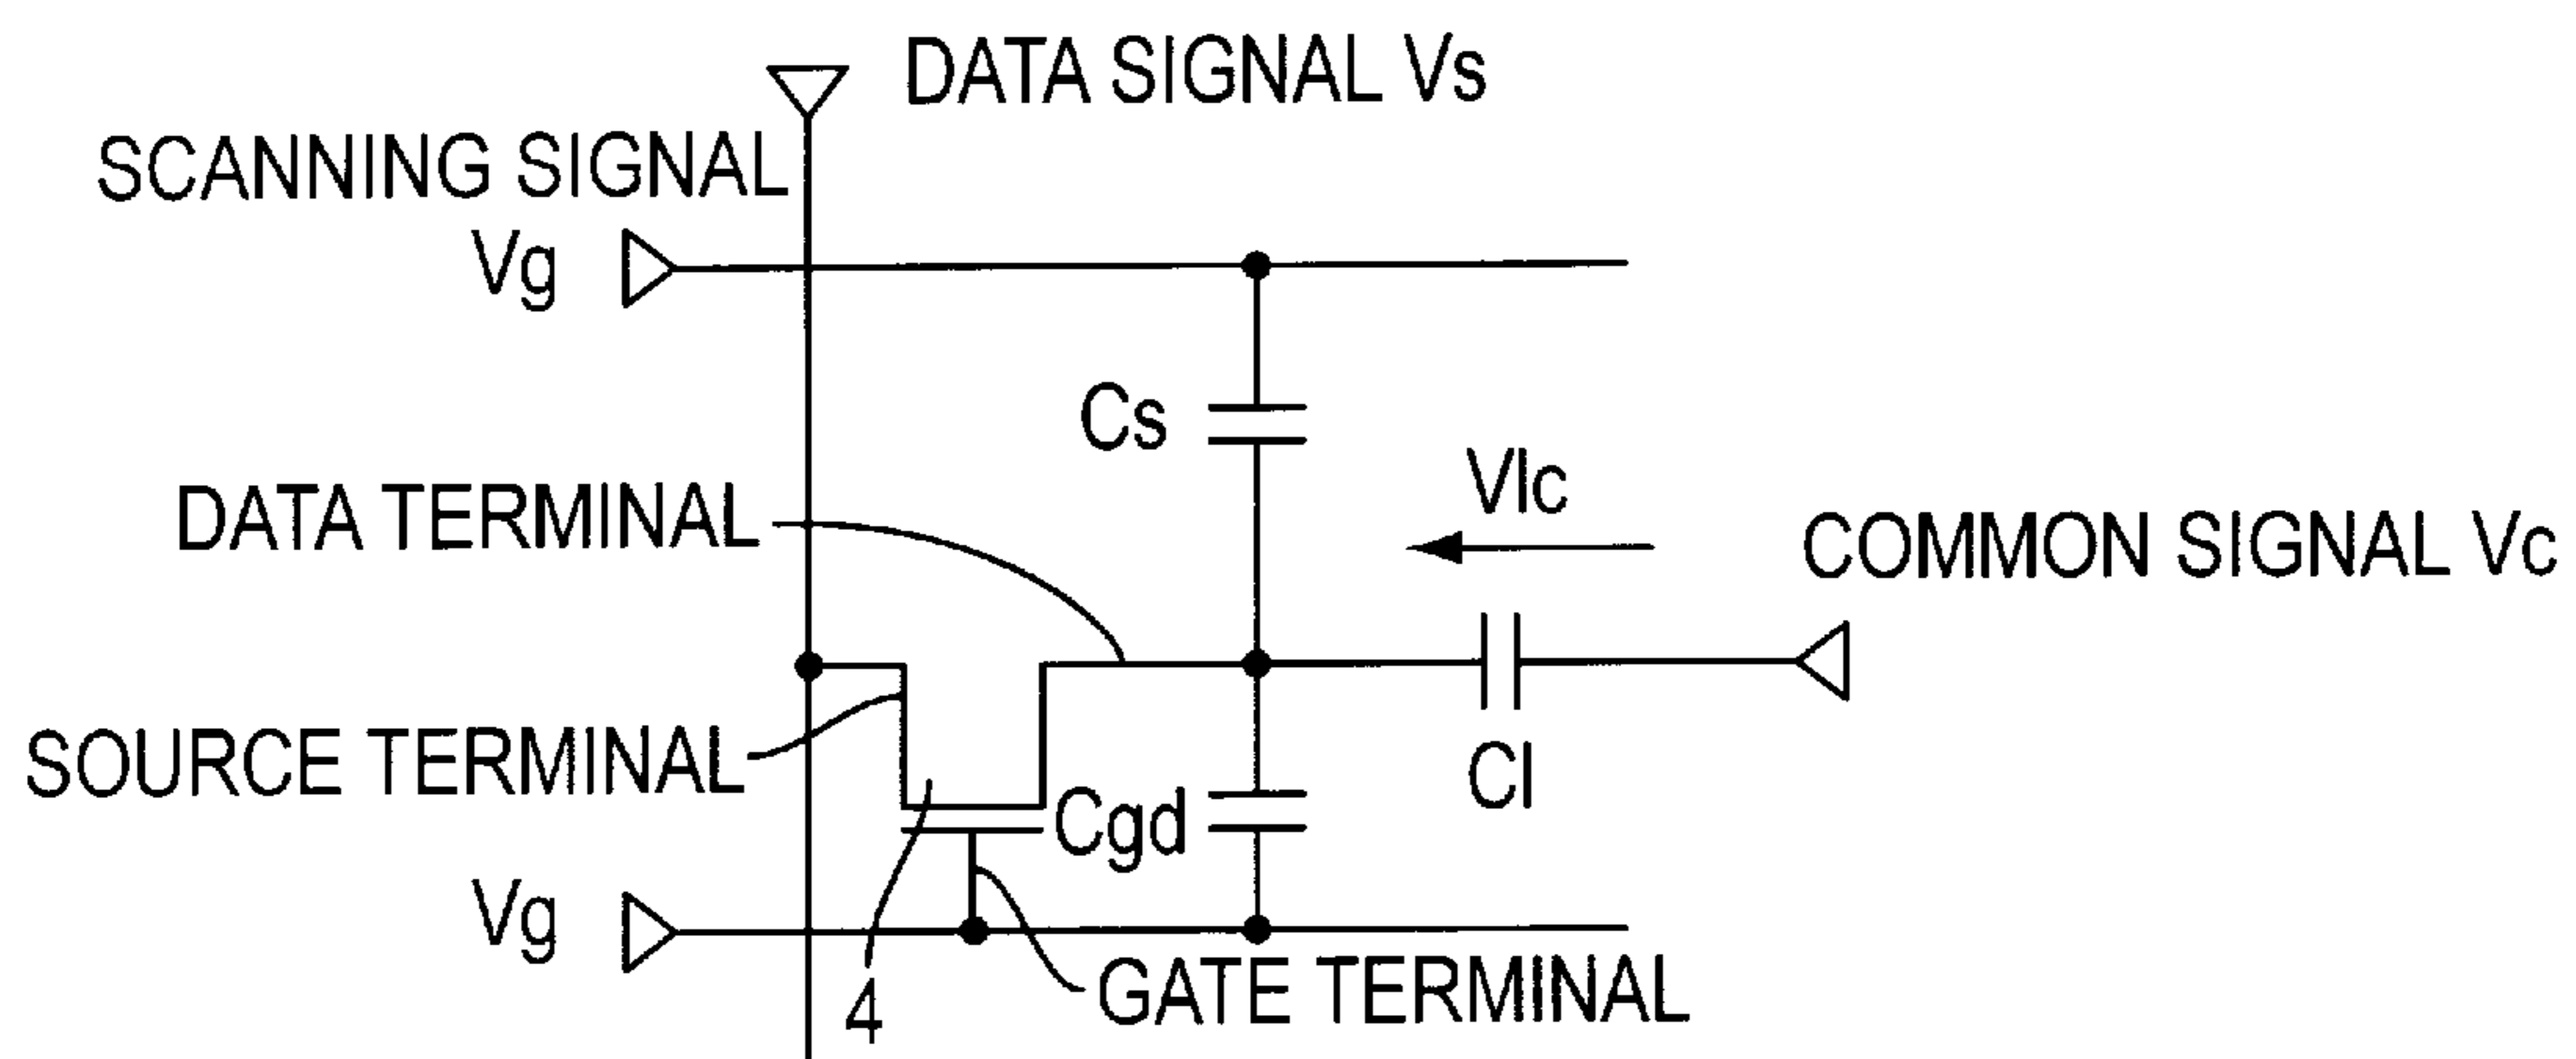 DATA SIGNAL Vs
SCANNING SIGNAL
Vg
Cs
Vlc
DATA TERMINAL
COMMON SIGNAL Vc
SOURCE TERMINAL
Cl
Cgd
Vg
GATE TERMINAL
4